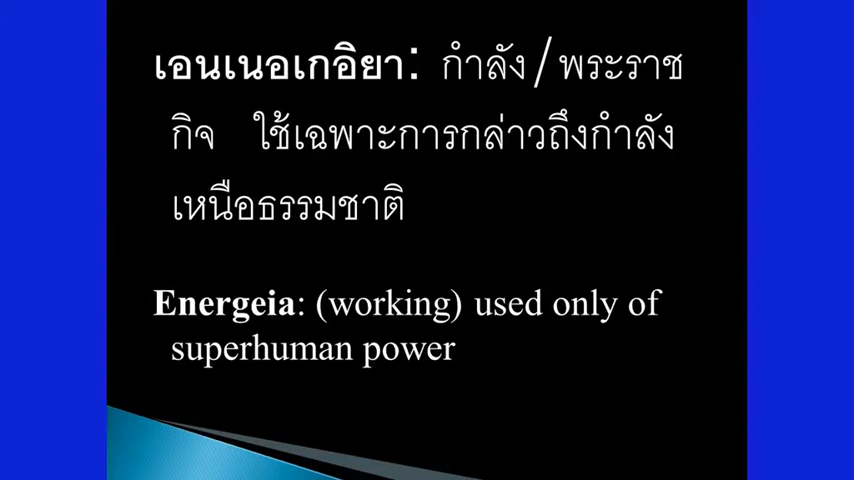 เอนเนอเกอิยา: กำลัง/พระราช
กิจ ใช้เฉพาะการกล่าวถึงกำลัง
เหนือธรรมชาติ
Energeia: (working) used only of
superhuman power